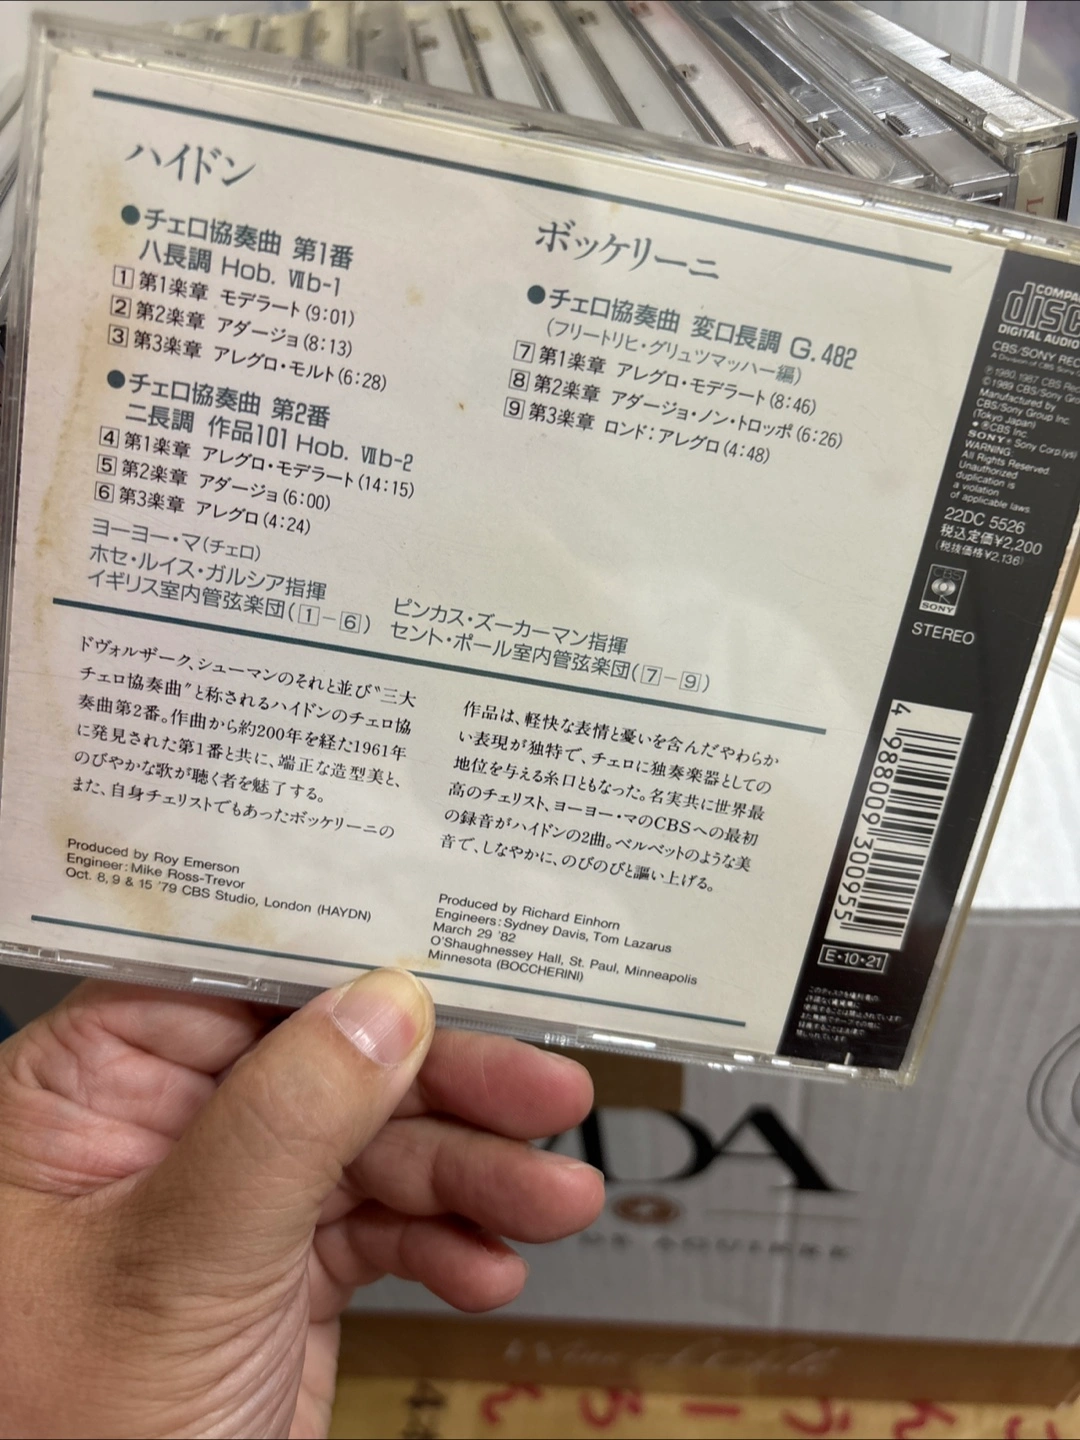 ハイドン
●チェロ協奏曲 第1番
ハ長調 Hob. Ⅶb-1
1 第1楽章 モデラート(9:01)
2 第2楽章 アダージョ(8:13)
3 第3楽章 アレグロ・モルト(6:28)
●チェロ協奏曲 第2番
ニ長調 作品101 Hob. Ⅶb-2
4 第1楽章 アレグロ・モデラート(14:15)
5 第2楽章 アダージョ(6:00)
6 第3楽章 アレグロ(4:24)
ヨーヨー・マ(チェロ)
ホセ・ルイス・ガルシア指揮
イギリス室内管弦楽団(1–6)
ボッケリーニ
●チェロ協奏曲 変ロ長調 G. 482
(フリートリヒ・グリュツマッハー編)
7 第1楽章 アレグロ・モデラート(8:46)
8 第2楽章 アダージョ・ノン・トロッポ(6:26)
9 第3楽章 ロンド：アレグロ(4:48)
ピンカス・ズーカーマン指揮
セント・ポール室内管弦楽団(7–9)
ドヴォルザーク、シューマンのそれと並び〝三大
チェロ協奏曲〟と称されるハイドンのチェロ協
奏曲第2番。作曲から約200年を経た1961年
に発見された第1番と共に、端正な造型美と、
のびやかな歌が聴く者を魅了する。
また、自身チェリストでもあったボッケリーニの
作品は、軽快な表情と憂いを含んだやわらか
い表現が独特で、チェロに独奏楽器としての
地位を与える糸口ともなった。名実共に世界最
高のチェリスト、ヨーヨー・マのCBSへの最初
の録音がハイドンの2曲。ベルベットのような美
音で、しなやかに、のびのびと謳い上げる。
Produced by Roy Emerson
Engineer: Mike Ross-Trevor
Oct. 8, 9 & 15 '79 CBS Studio, London (HAYDN)
Produced by Richard Einhorn
Engineers: Sydney Davis, Tom Lazarus
March 29 '82
O'Shaughnessey Hall, St. Paul, Minneapolis
Minnesota (BOCCHERINI)
COMPA
disc
DIGITAL AUDIO
CBS/SONY REC
℗1980, 1987 CBS Rec
©1989 CBS/Sony Gro
Manufactured by
CBS/Sony Group Inc.
(Tokyo Japan)
• ®CBS Inc.
SONY® Sony Corp.(ys)
WARNING:
All Rights Reserved.
Unauthorized
duplication is
a violation
of applicable laws.
22DC 5526
税込定価¥2,200
(税抜価格¥2,136)
CBS
SONY
STEREO
4 988009 300955
E・10・21
DA
DE AGUIRRE